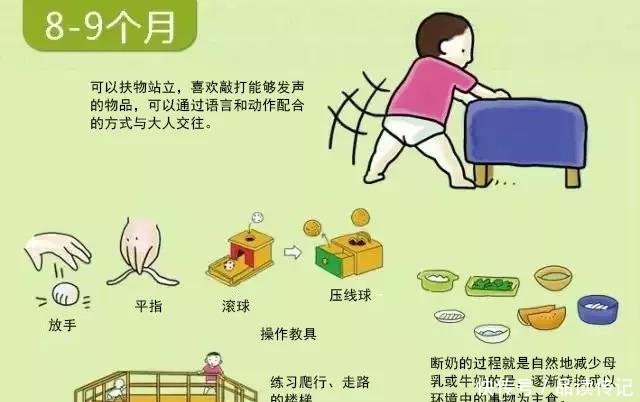 8-9个月
可以扶物站立，喜欢敲打能够发声
的物品，可以通过语言和动作配合
的方式与大人交往。
放手
平指
滚球
压线球
操作教具
练习爬行、走路
的楼梯
断奶的过程就是自然地减少母
乳或牛奶的量，逐渐转换成以
环境中的事物为主食。